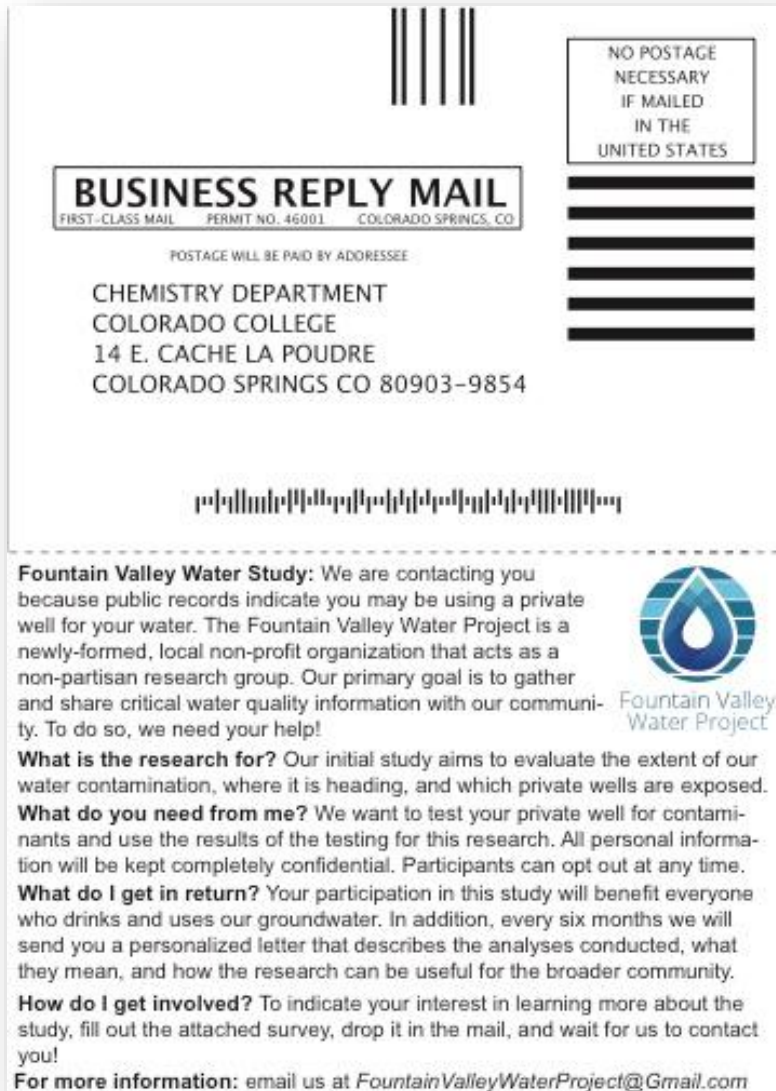 NO POSTAGE
NECESSARY
IF MAILED
IN THE
UNITED STATES
BUSINESS REPLY MAIL
FIRST-CLASS MAIL PERMIT NO. 46001 COLORADO SPRINGS, CO
POSTAGE WILL BE PAID BY ADDRESSEE
CHEMISTRY DEPARTMENT
COLORADO COLLEGE
14 E. CACHE LA POUDRE
COLORADO SPRINGS CO 80903-9854
Fountain Valley Water Study: We are contacting you
because public records indicate you may be using a private
well for your water. The Fountain Valley Water Project is a
newly-formed, local non-profit organization that acts as a
non-partisan research group. Our primary goal is to gather
and share critical water quality information with our communi-
ty. To do so, we need your help!
Fountain Valley
Water Project
What is the research for? Our initial study aims to evaluate the extent of our
water contamination, where it is heading, and which private wells are exposed.
What do you need from me? We want to test your private well for contami-
nants and use the results of the testing for this research. All personal informa-
tion will be kept completely confidential. Participants can opt out at any time.
What do I get in return? Your participation in this study will benefit everyone
who drinks and uses our groundwater. In addition, every six months we will
send you a personalized letter that describes the analyses conducted, what
they mean, and how the research can be useful for the broader community.
How do I get involved? To indicate your interest in learning more about the
study, fill out the attached survey, drop it in the mail, and wait for us to contact
you!
For more information: email us at FountainValleyWaterProject@Gmail.com